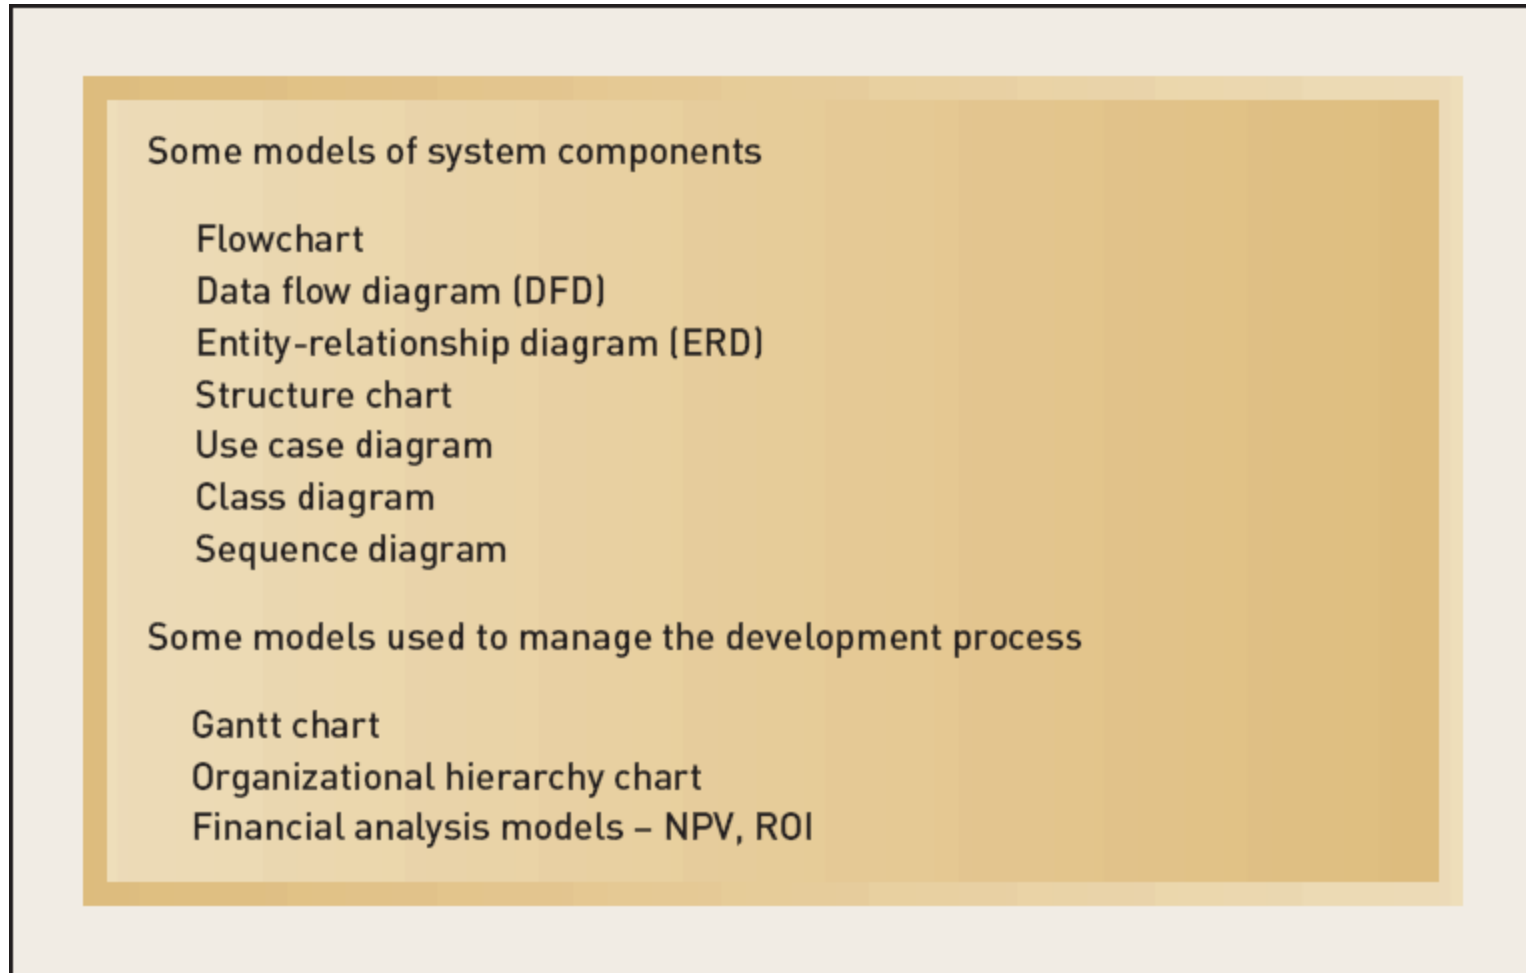 Some models of system components
Flowchart
Data flow diagram (DFD)
Entity-relationship diagram (ERD)
Structure chart
Use case diagram
Class diagram
Sequence diagram
Some models used to manage the development process
Gantt chart
Organizational hierarchy chart
Financial analysis models – NPV, ROI